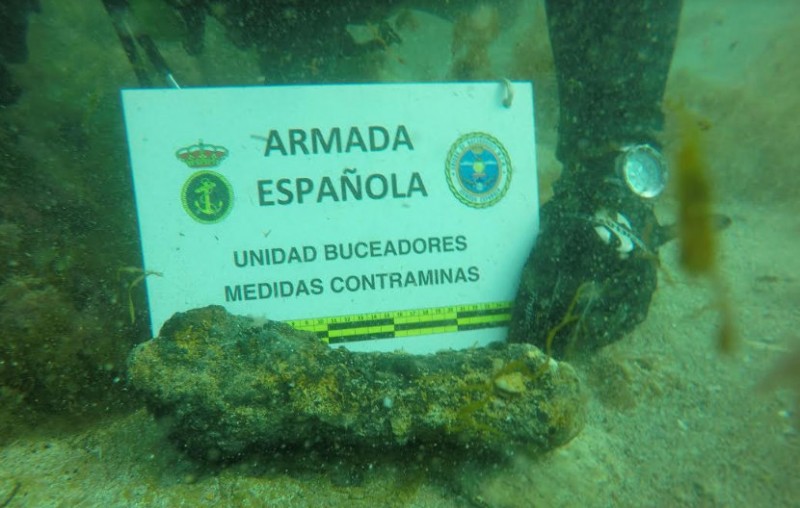 ARMADA
ESPAÑOLA
UNIDAD BUCEADORES
MEDIDAS CONTRAMINAS